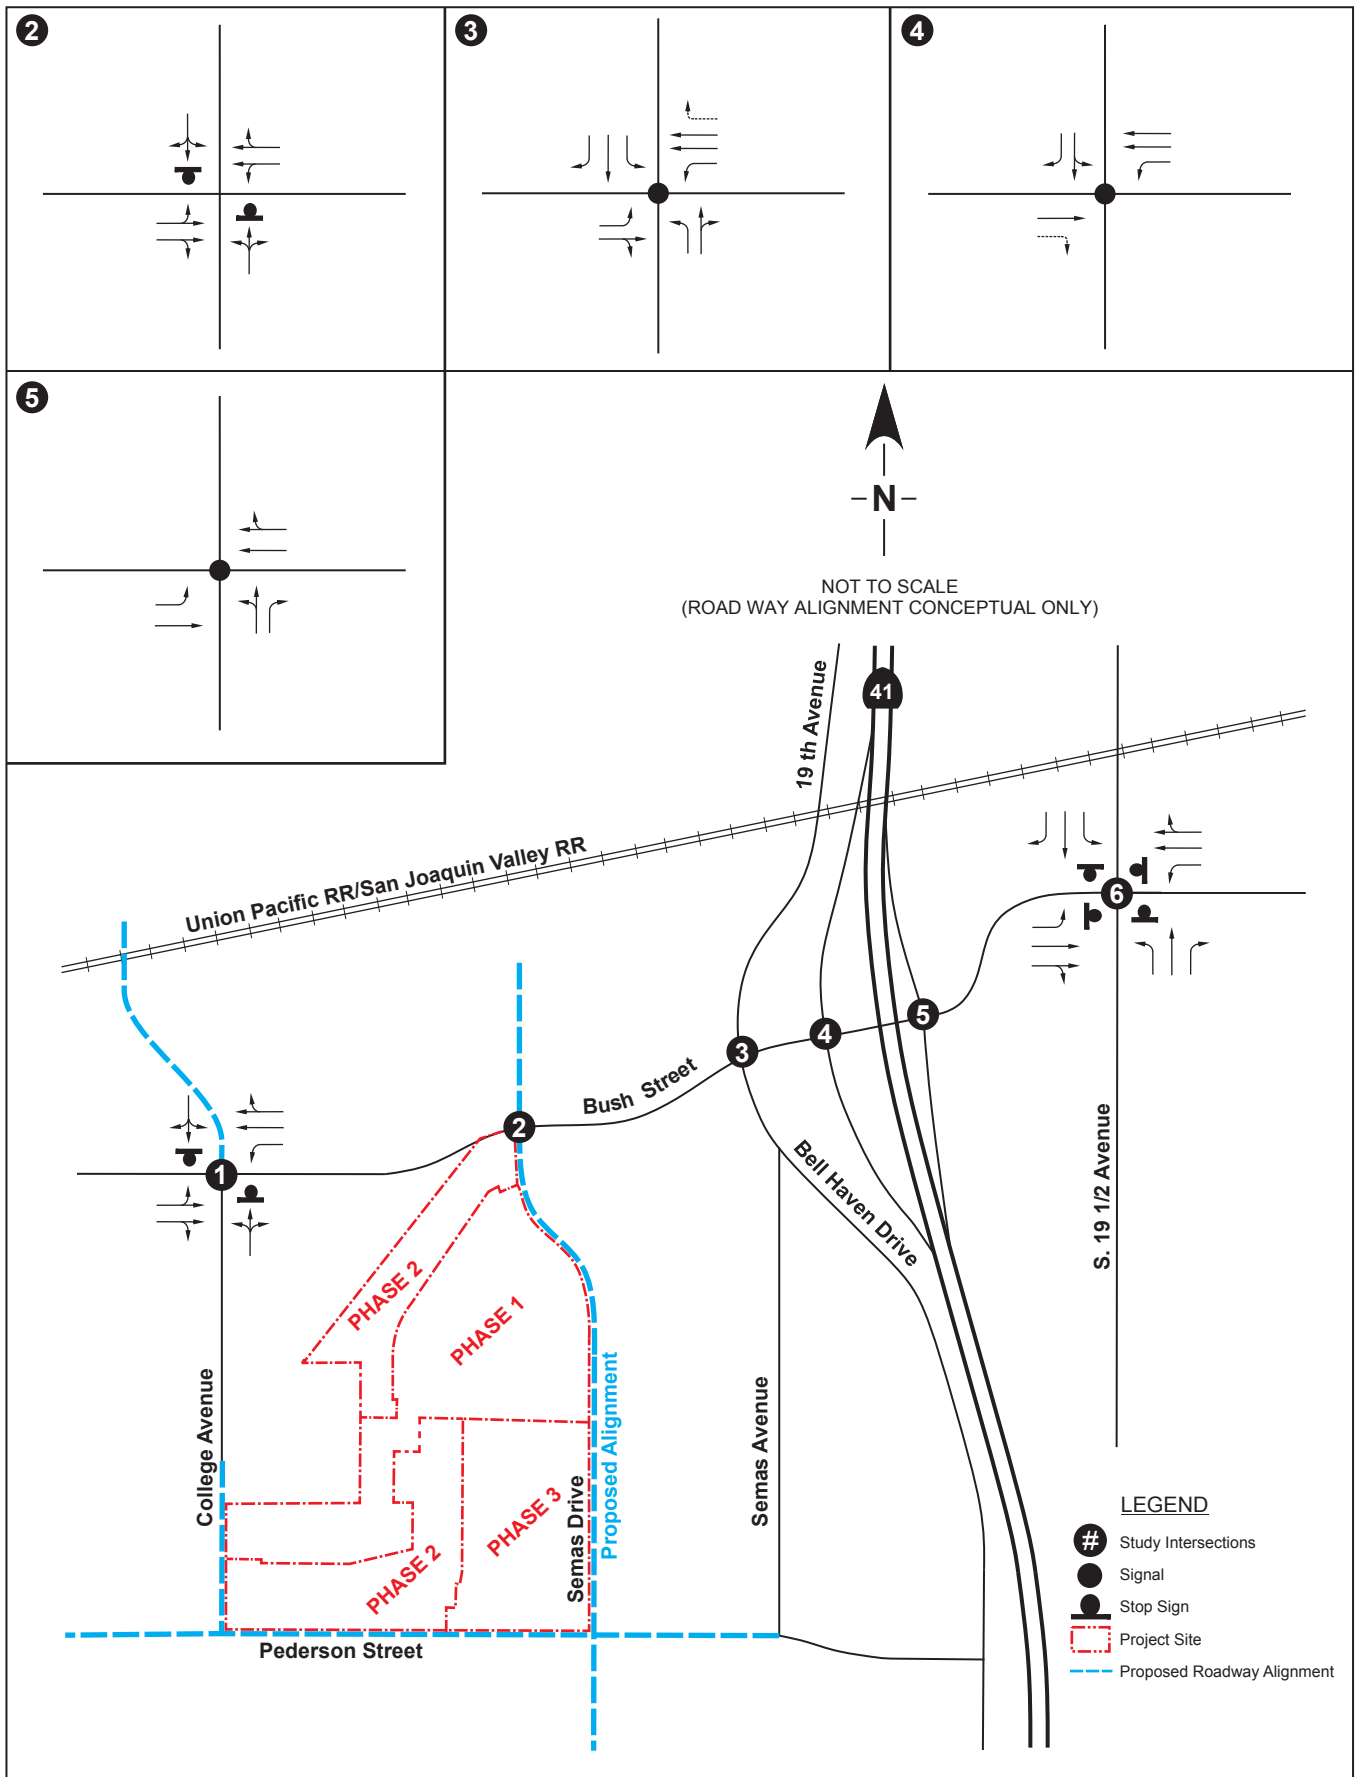 2
3
4
5
N
NOT TO SCALE
(ROAD WAY ALIGNMENT CONCEPTUAL ONLY)
19 th Avenue
41
Union Pacific RR/San Joaquin Valley RR
6
5
4
3
Bush Street
2
1
Bell Haven Drive
S. 19 1/2 Avenue
PHASE 2
PHASE 1
College Avenue
Proposed Alignment
Semas Avenue
Semas Drive
PHASE 3
PHASE 2
Pederson Street
LEGEND
# Study Intersections
Signal
Stop Sign
Project Site
Proposed Roadway Alignment